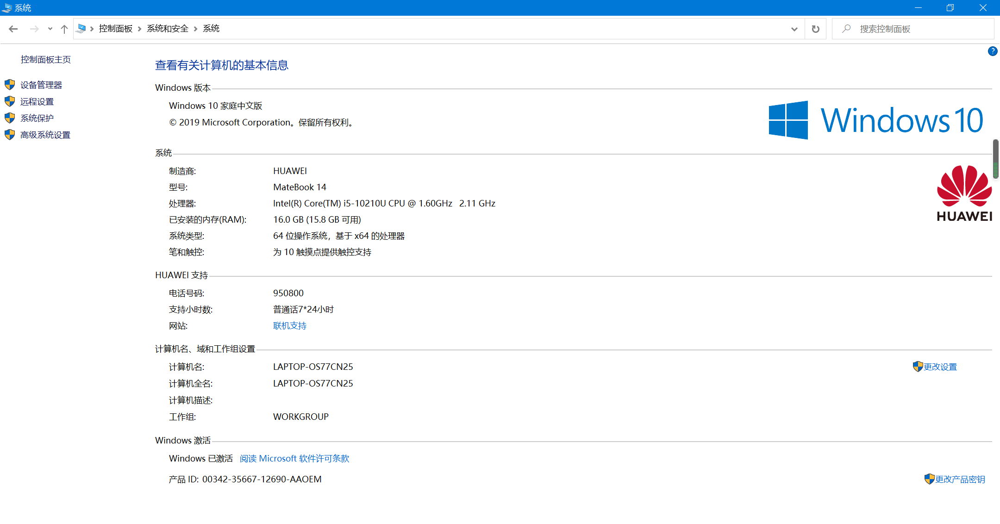 系统
控制面板 系统和安全 系统
搜索控制面板
控制面板主页
设备管理器
远程设置
系统保护
高级系统设置
查看有关计算机的基本信息
Windows 版本
Windows 10 家庭中文版
© 2019 Microsoft Corporation。保留所有权利。
Windows 10
系统
制造商: HUAWEI
型号: MateBook 14
处理器: Intel(R) Core(TM) i5-10210U CPU @ 1.60GHz 2.11 GHz
已安装的内存(RAM): 16.0 GB (15.8 GB 可用)
系统类型: 64 位操作系统，基于 x64 的处理器
笔和触控: 为 10 触摸点提供触控支持
HUAWEI
HUAWEI 支持
电话号码: 950800
支持小时数: 普通话7*24小时
网站: 联机支持
计算机名、域和工作组设置
计算机名: LAPTOP-OS77CN25 更改设置
计算机全名: LAPTOP-OS77CN25
计算机描述:
工作组: WORKGROUP
Windows 激活
Windows 已激活 阅读 Microsoft 软件许可条款
产品 ID: 00342-35667-12690-AAOEM 更改产品密钥